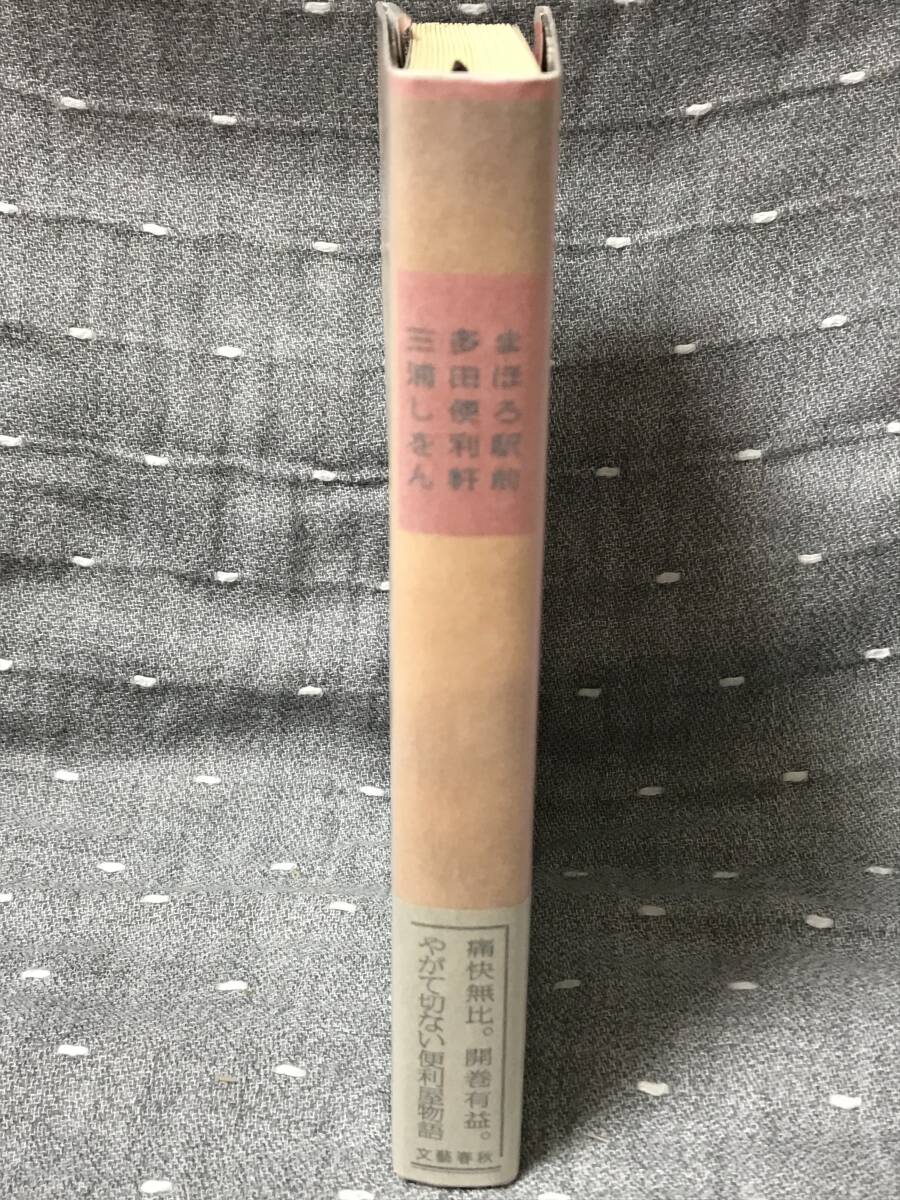 まほろ駅前
多田便利軒
三浦しをん
痛快無比。開巻有益。
やがて切ない便利屋物語
文藝春秋